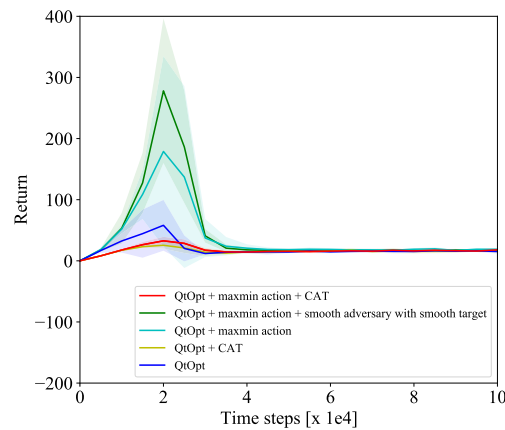 400
300
200
100
0
−100
−200
Return
QtOpt + maxmin action + CAT
QtOpt + maxmin action + smooth adversary with smooth target
QtOpt + maxmin action
QtOpt + CAT
QtOpt
0 2 4 6 8 10
Time steps [x 1e4]